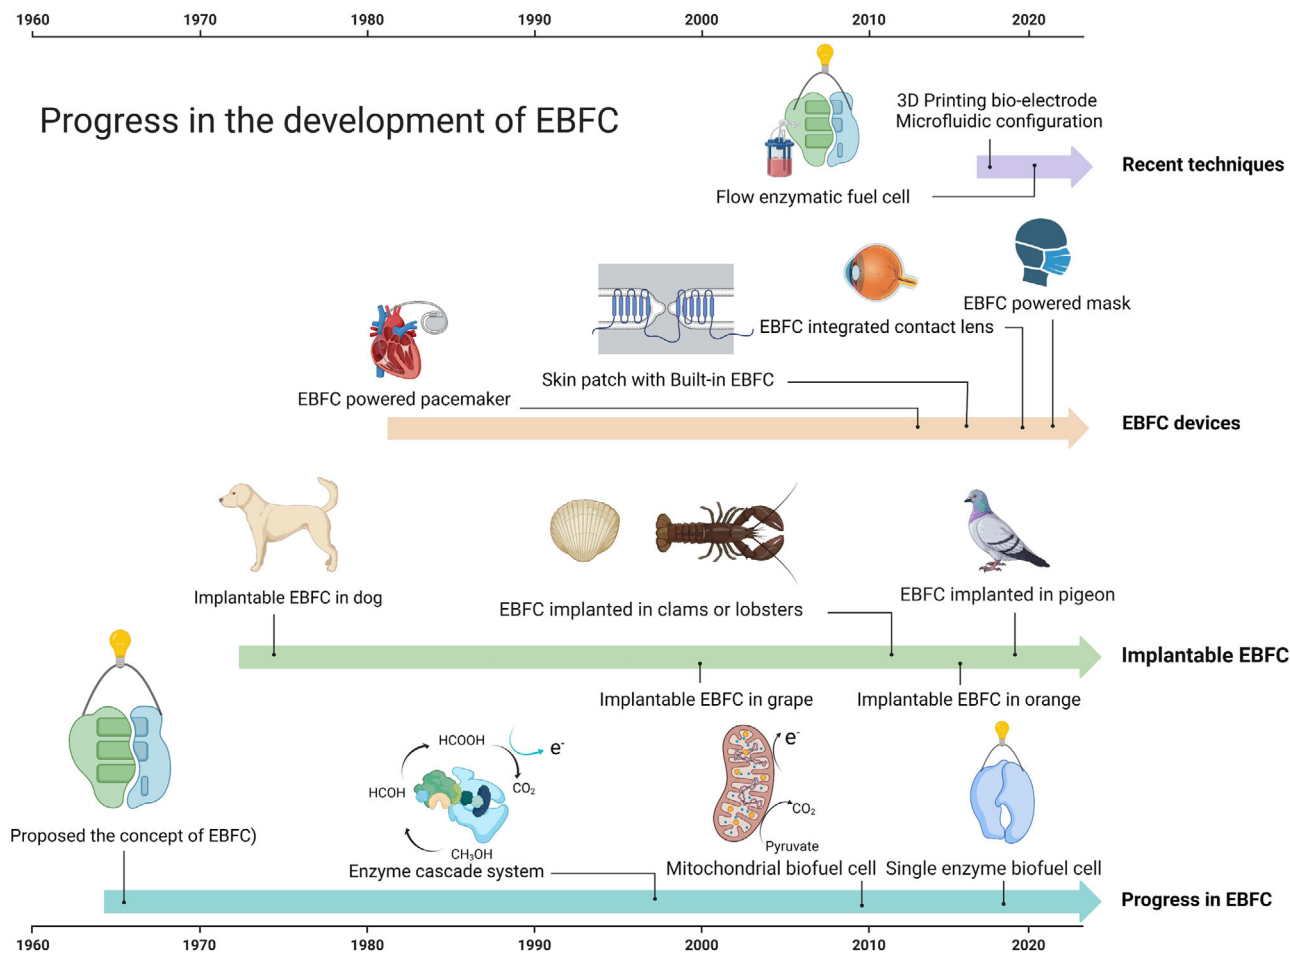 1960 1970 1980 1990 2000 2010 2020
Progress in the development of EBFC
3D Printing bio-electrode
Microfluidic configuration
Recent techniques
Flow enzymatic fuel cell
EBFC powered mask
EBFC integrated contact lens
Skin patch with Built-in EBFC
EBFC powered pacemaker
EBFC devices
Implantable EBFC in dog
EBFC implanted in clams or lobsters
EBFC implanted in pigeon
Implantable EBFC
Implantable EBFC in grape
Implantable EBFC in orange
HCOOH
e-
HCOH
CO2
CH3OH
e-
CO2
Pyruvate
Proposed the concept of EBFC)
Enzyme cascade system
Mitochondrial biofuel cell
Single enzyme biofuel cell
Progress in EBFC
1960 1970 1980 1990 2000 2010 2020